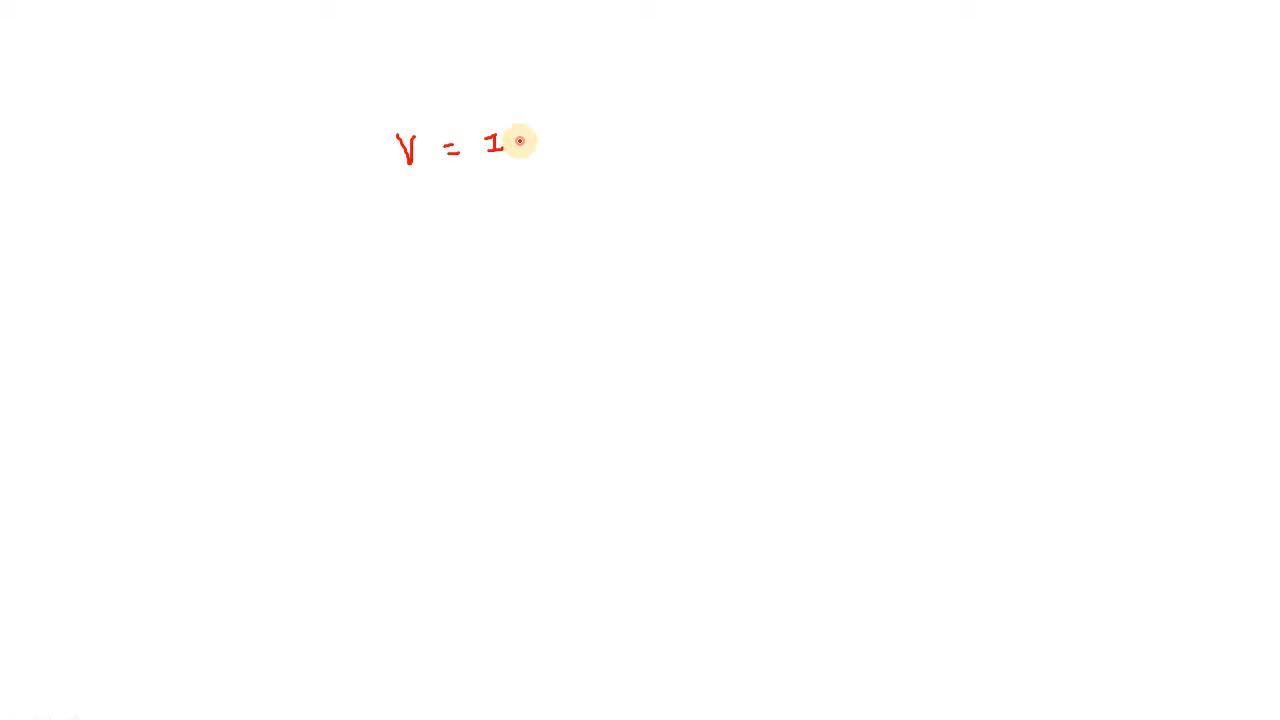 V = 1